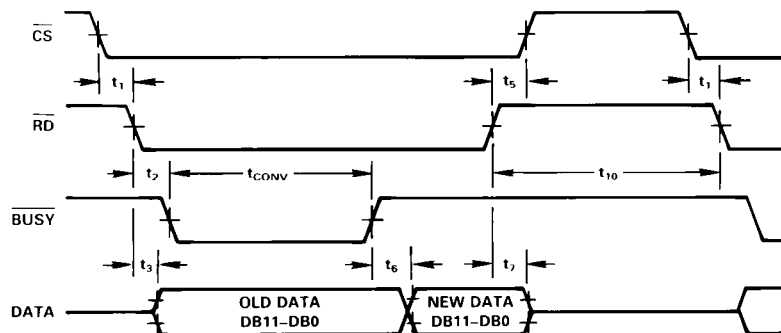 CS
t1 t5 t1
RD
t2 tCONV t10
BUSY
t3 t6 t7
DATA OLD DATA DB11–DB0 NEW DATA DB11–DB0